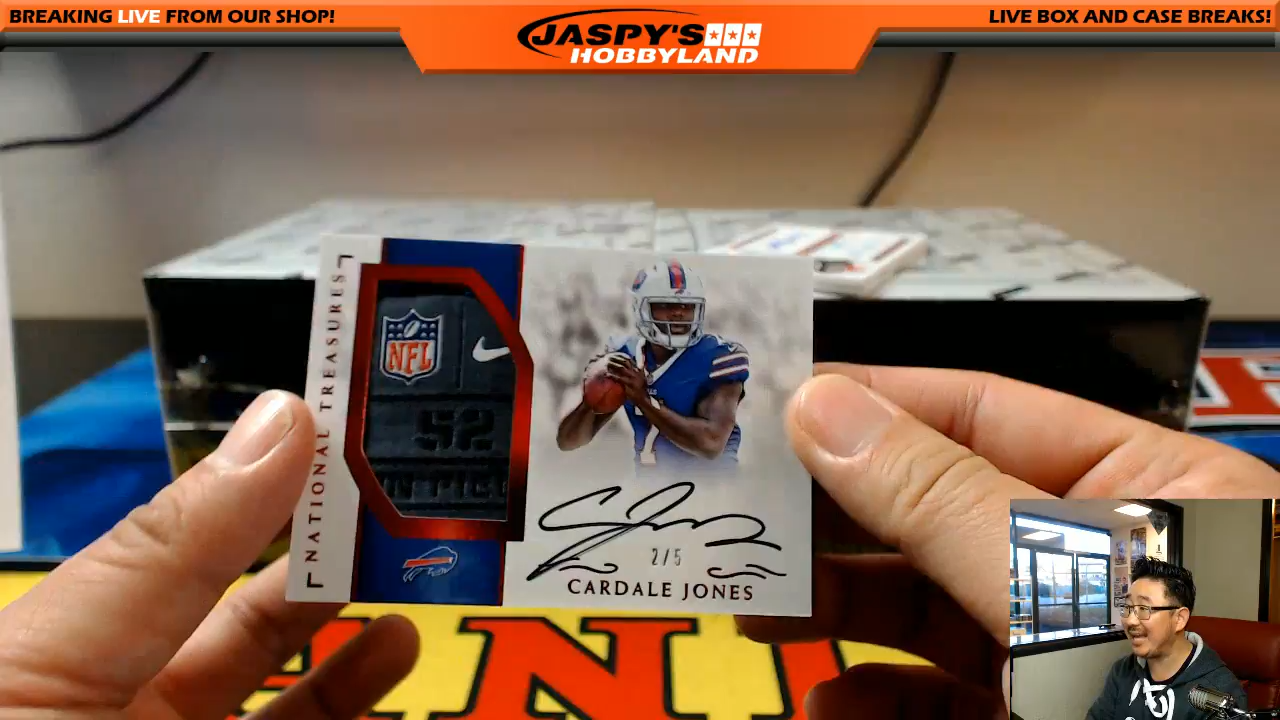 BREAKING LIVE FROM OUR SHOP!
JASPY'S
HOBBYLAND
LIVE BOX AND CASE BREAKS!
NATIONAL TREASURES
NFL
52
2/5
CARDALE JONES
7